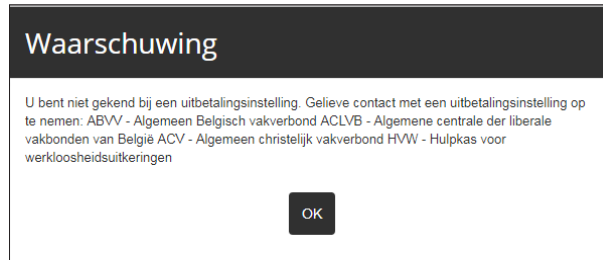 Waarschuwing
U bent niet gekend bij een uitbetalingsinstelling. Gelieve contact met een uitbetalingsinstelling op
te nemen: ABVV - Algemeen Belgisch vakverbond ACLVB - Algemene centrale der liberale
vakbonden van België ACV - Algemeen christelijk vakverbond HVW - Hulpkas voor
werkloosheidsuitkeringen
OK